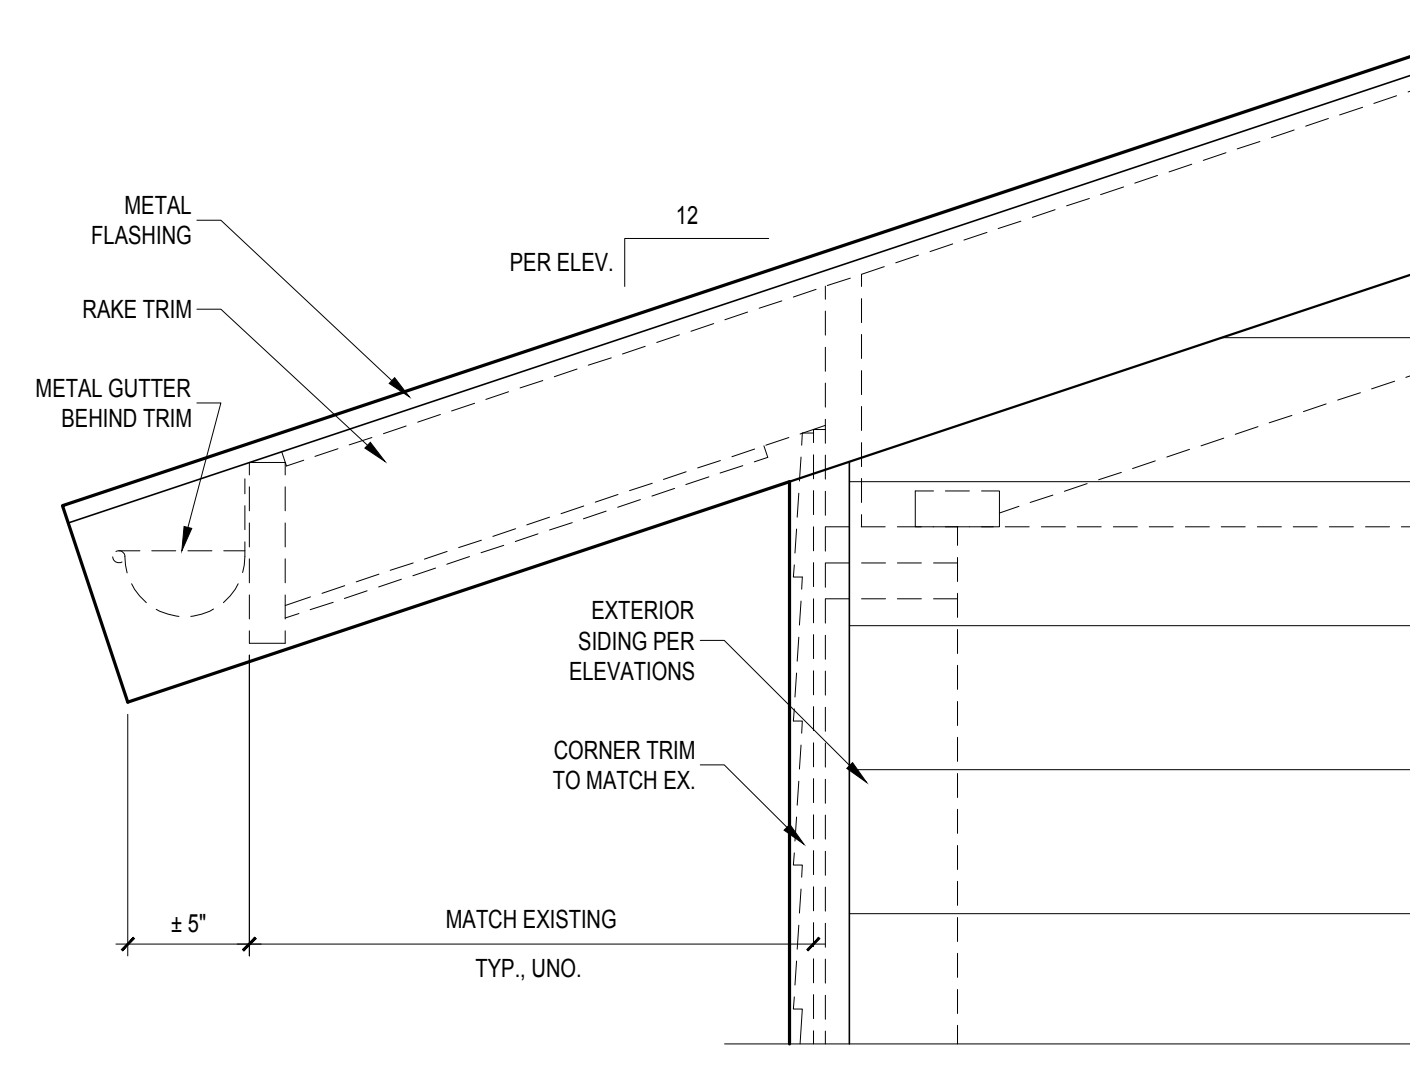 METAL
FLASHING
12
PER ELEV.
RAKE TRIM
METAL GUTTER
BEHIND TRIM
EXTERIOR
SIDING PER
ELEVATIONS
CORNER TRIM
TO MATCH EX.
± 5"
MATCH EXISTING
TYP., UNO.